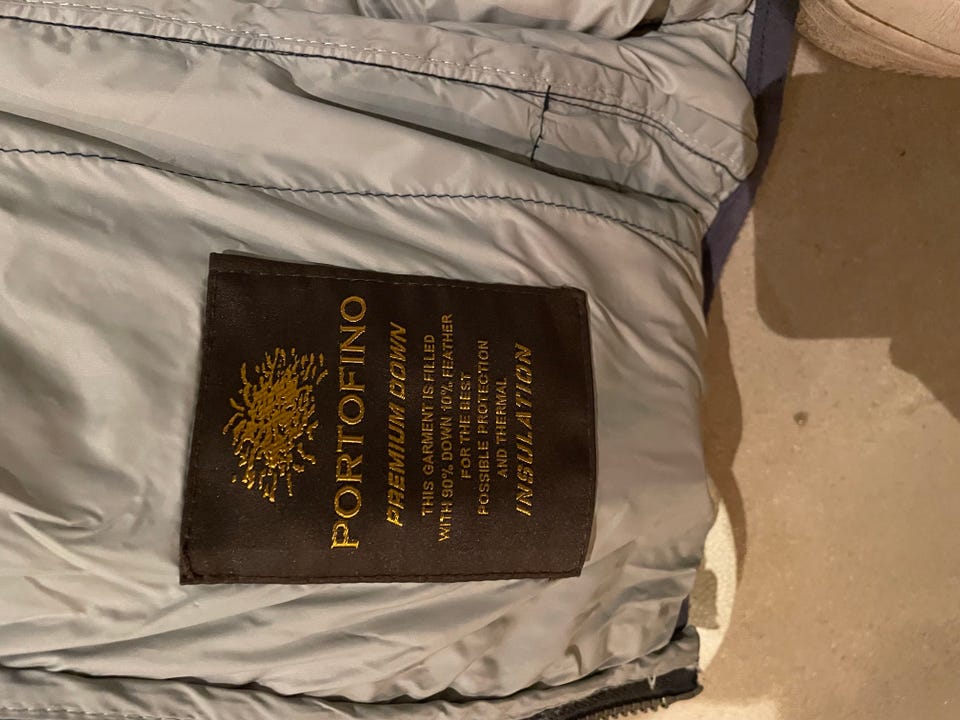 PORTOFINO
PREMIUM DOWN
THIS GARMENT IS FILLED
WITH 90% DOWN 10% FEATHER
FOR THE BEST
POSSIBLE PROTECTION
AND THERMAL
INSULATION